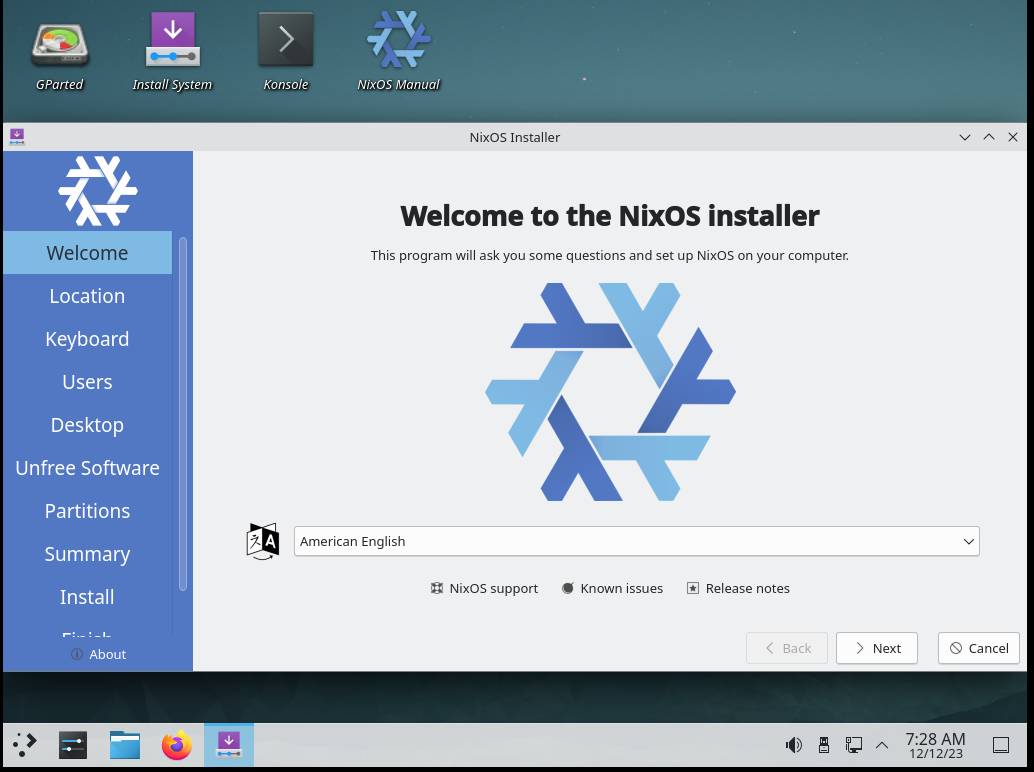 GParted
Install System
Konsole
NixOS Manual
NixOS Installer
Welcome
Location
Keyboard
Users
Desktop
Unfree Software
Partitions
Summary
Install
Finish
About
Welcome to the NixOS installer
This program will ask you some questions and set up NixOS on your computer.
A
American English
NixOS support
Known issues
Release notes
Back
Next
Cancel
7:28 AM
12/12/23